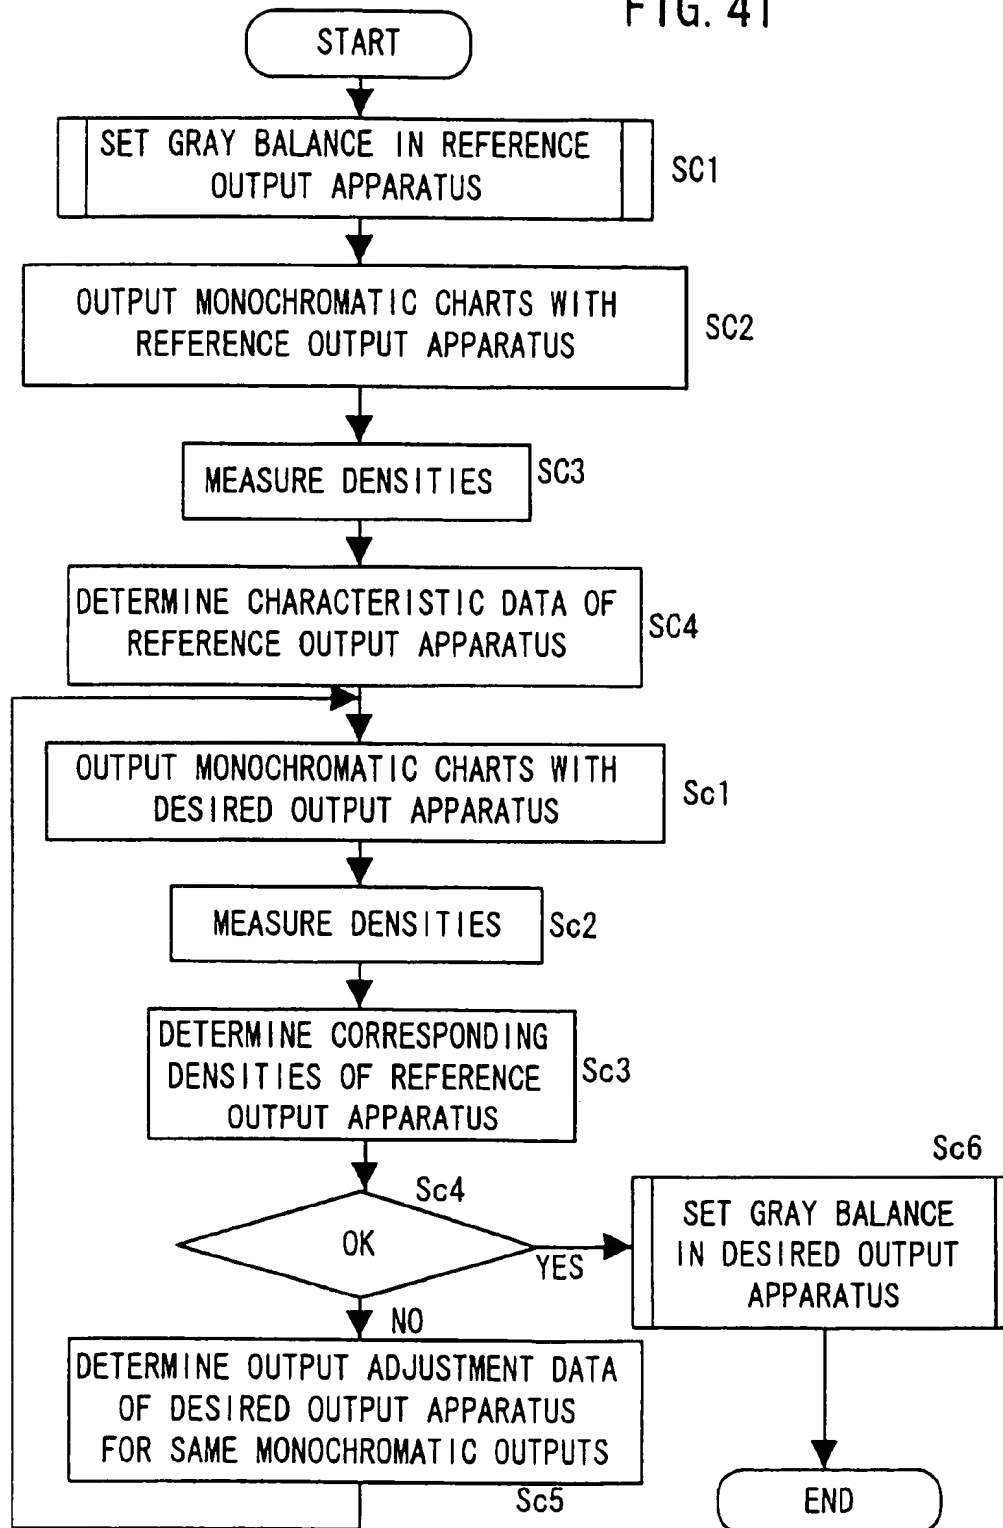 FIG. 41
START
SET GRAY BALANCE IN REFERENCE
OUTPUT APPARATUS
SC1
OUTPUT MONOCHROMATIC CHARTS WITH
REFERENCE OUTPUT APPARATUS
SC2
MEASURE DENSITIES
SC3
DETERMINE CHARACTERISTIC DATA OF
REFERENCE OUTPUT APPARATUS
SC4
OUTPUT MONOCHROMATIC CHARTS WITH
DESIRED OUTPUT APPARATUS
Sc1
MEASURE DENSITIES
Sc2
DETERMINE CORRESPONDING
DENSITIES OF REFERENCE
OUTPUT APPARATUS
Sc3
Sc4
OK
YES
NO
Sc6
SET GRAY BALANCE
IN DESIRED OUTPUT
APPARATUS
DETERMINE OUTPUT ADJUSTMENT DATA
OF DESIRED OUTPUT APPARATUS
FOR SAME MONOCHROMATIC OUTPUTS
Sc5
END